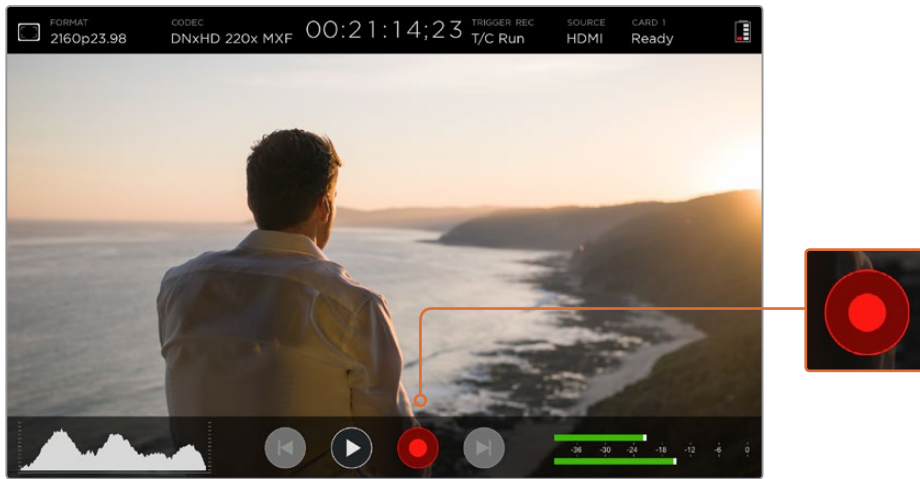 FORMAT
2160p23.98
CODEC
DNxHD 220x MXF
00:21:14;23
TRIGGER REC
T/C Run
SOURCE
HDMI
CARD 1
Ready
-36 -30 -24 -18 -12 -6 0